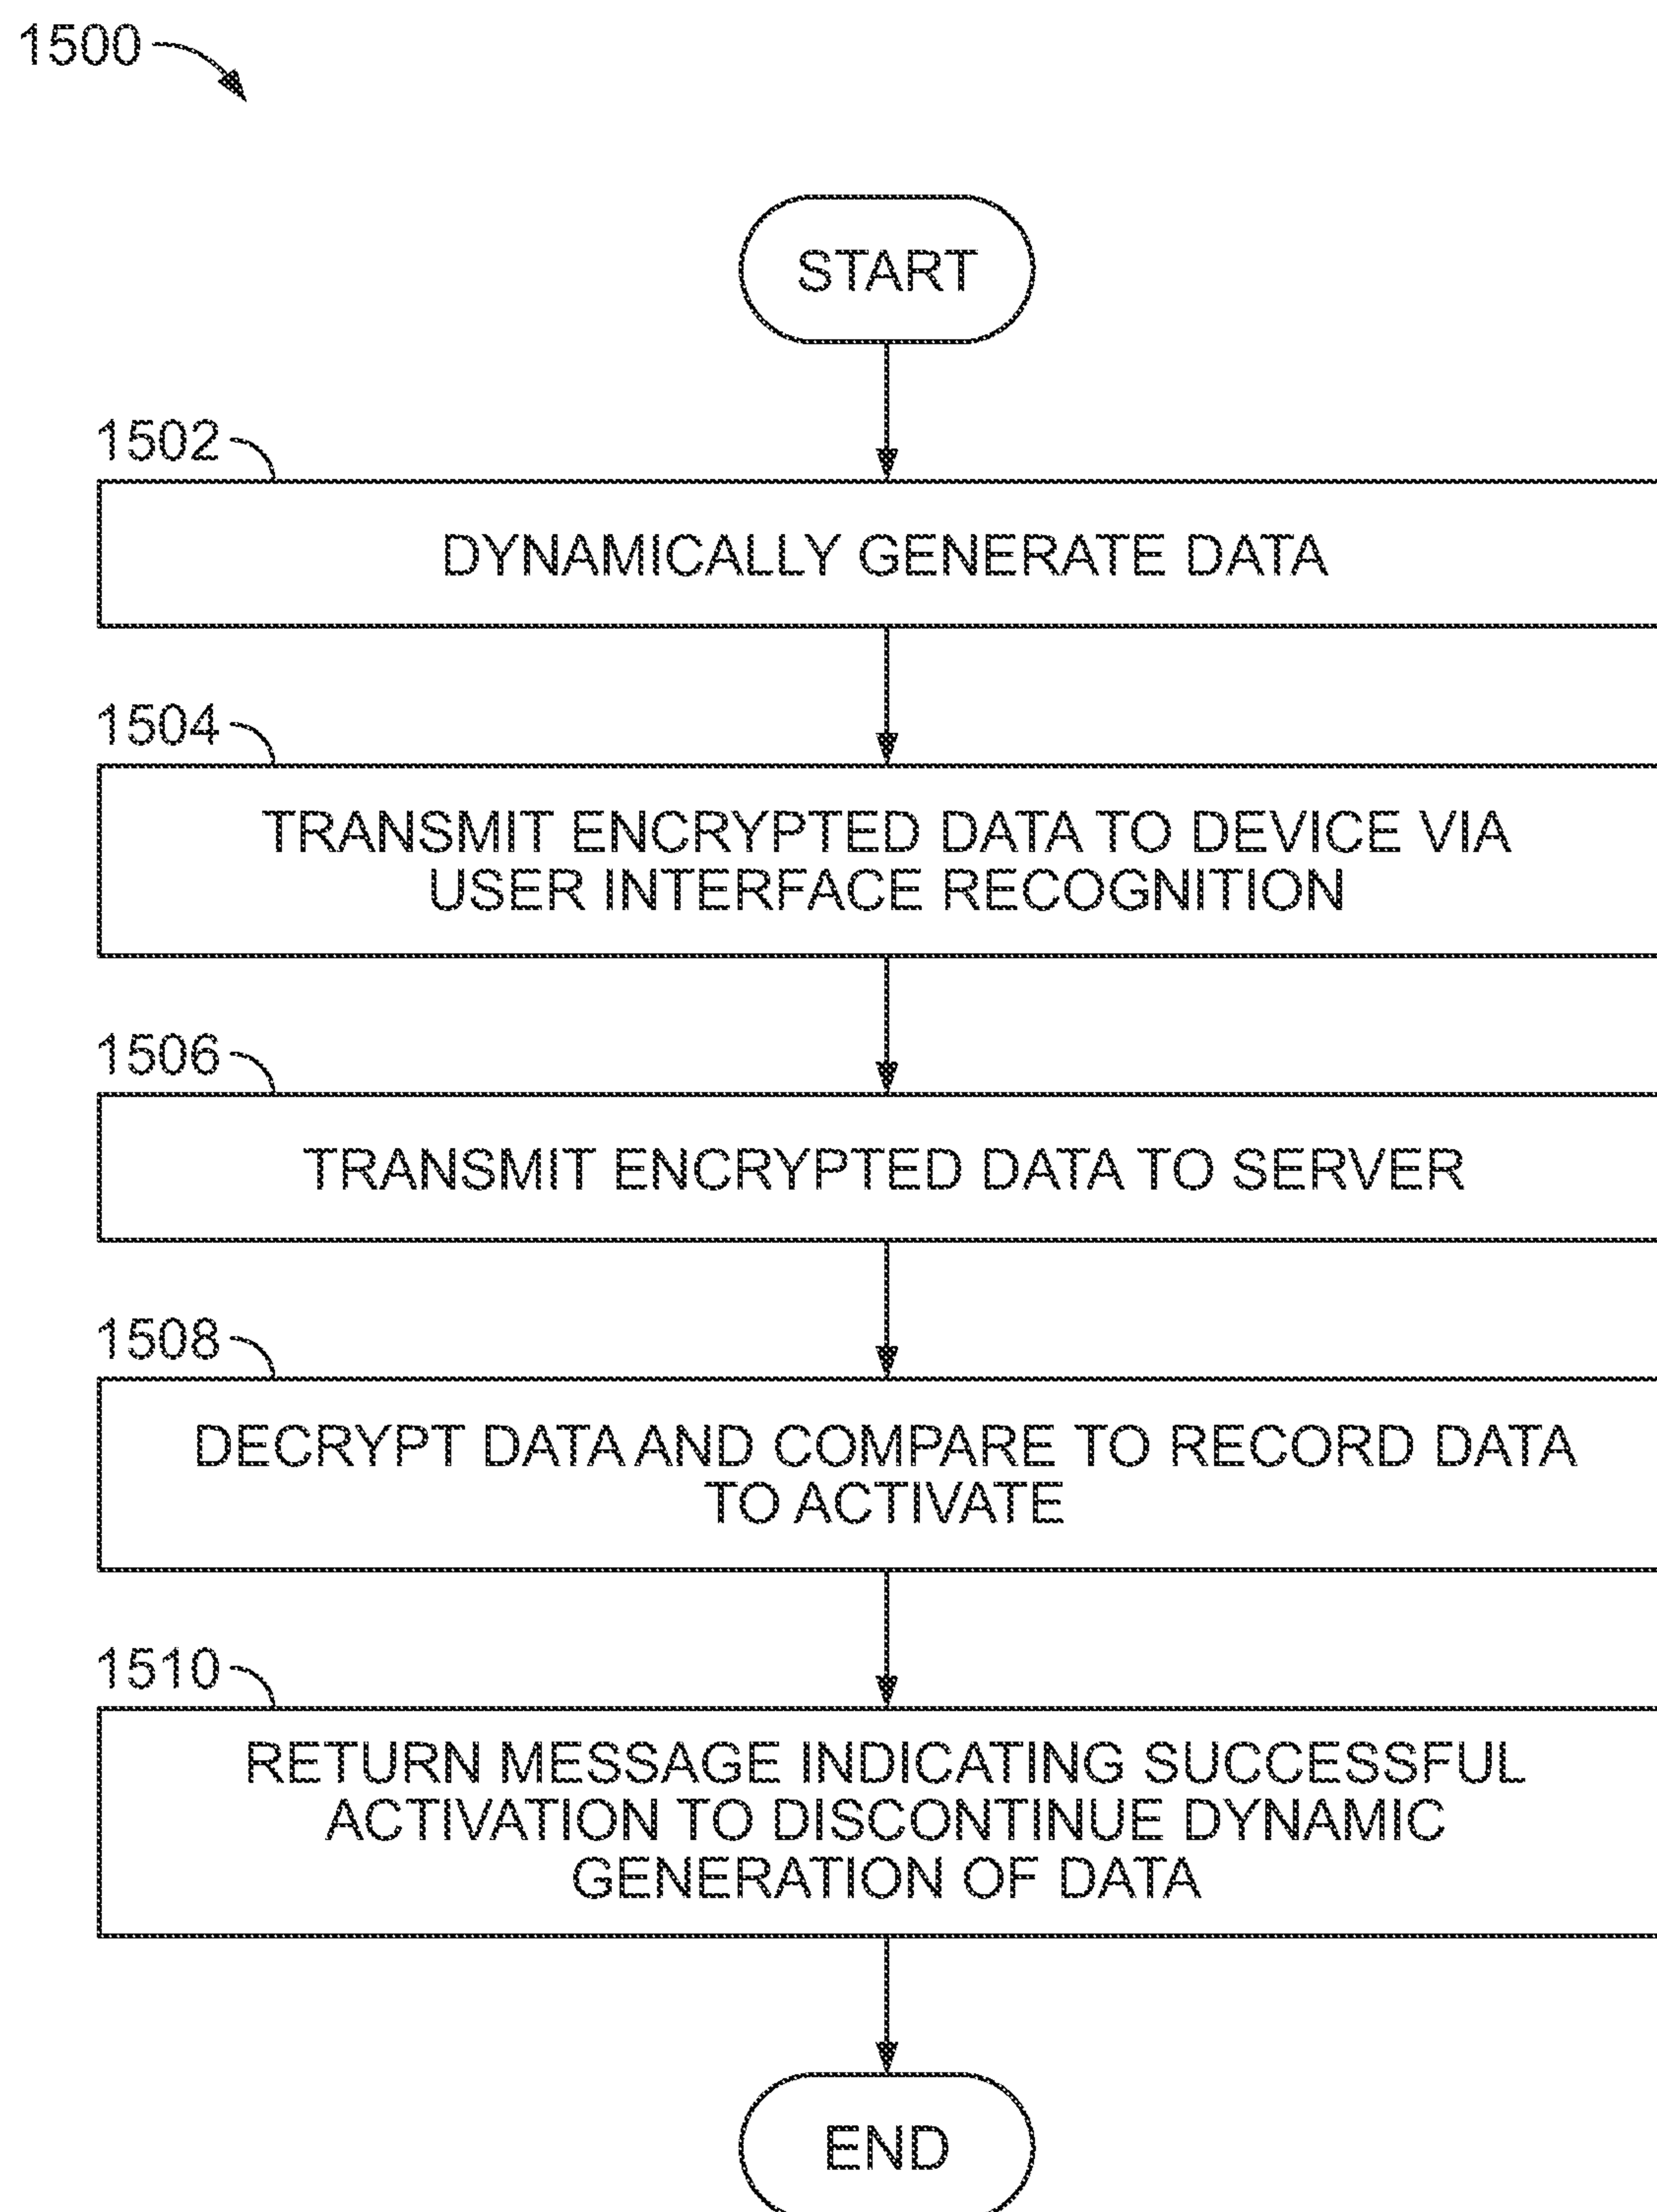 1500
START
1502
DYNAMICALLY GENERATE DATA
1504
TRANSMIT ENCRYPTED DATA TO DEVICE VIA
USER INTERFACE RECOGNITION
1506
TRANSMIT ENCRYPTED DATA TO SERVER
1508
DECRYPT DATA AND COMPARE TO RECORD DATA
TO ACTIVATE
1510
RETURN MESSAGE INDICATING SUCCESSFUL
ACTIVATION TO DISCONTINUE DYNAMIC
GENERATION OF DATA
END